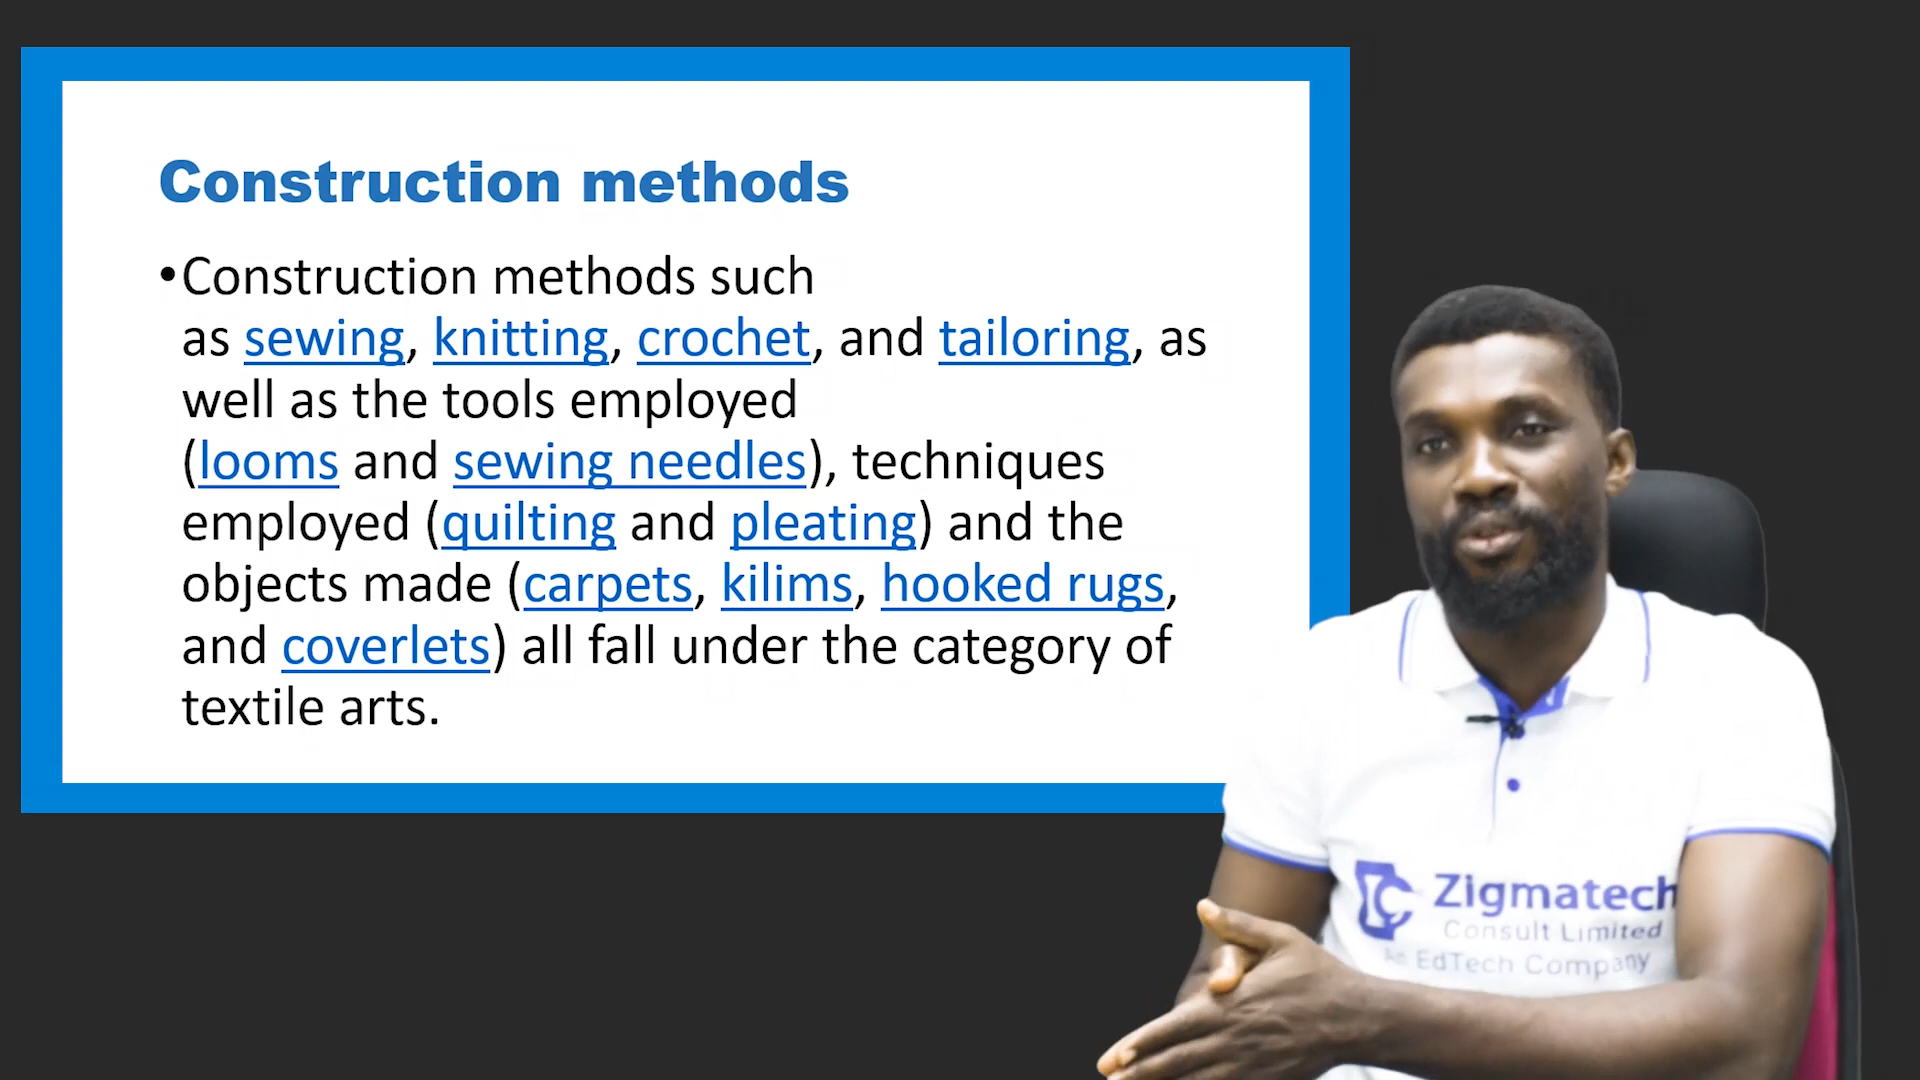 Construction methods
•Construction methods such
as sewing, knitting, crochet, and tailoring, as
well as the tools employed
(looms and sewing needles), techniques
employed (quilting and pleating) and the
objects made (carpets, kilims, hooked rugs,
and coverlets) all fall under the category of
textile arts.
Zigmatech
Consult Limited
An EdTech Company